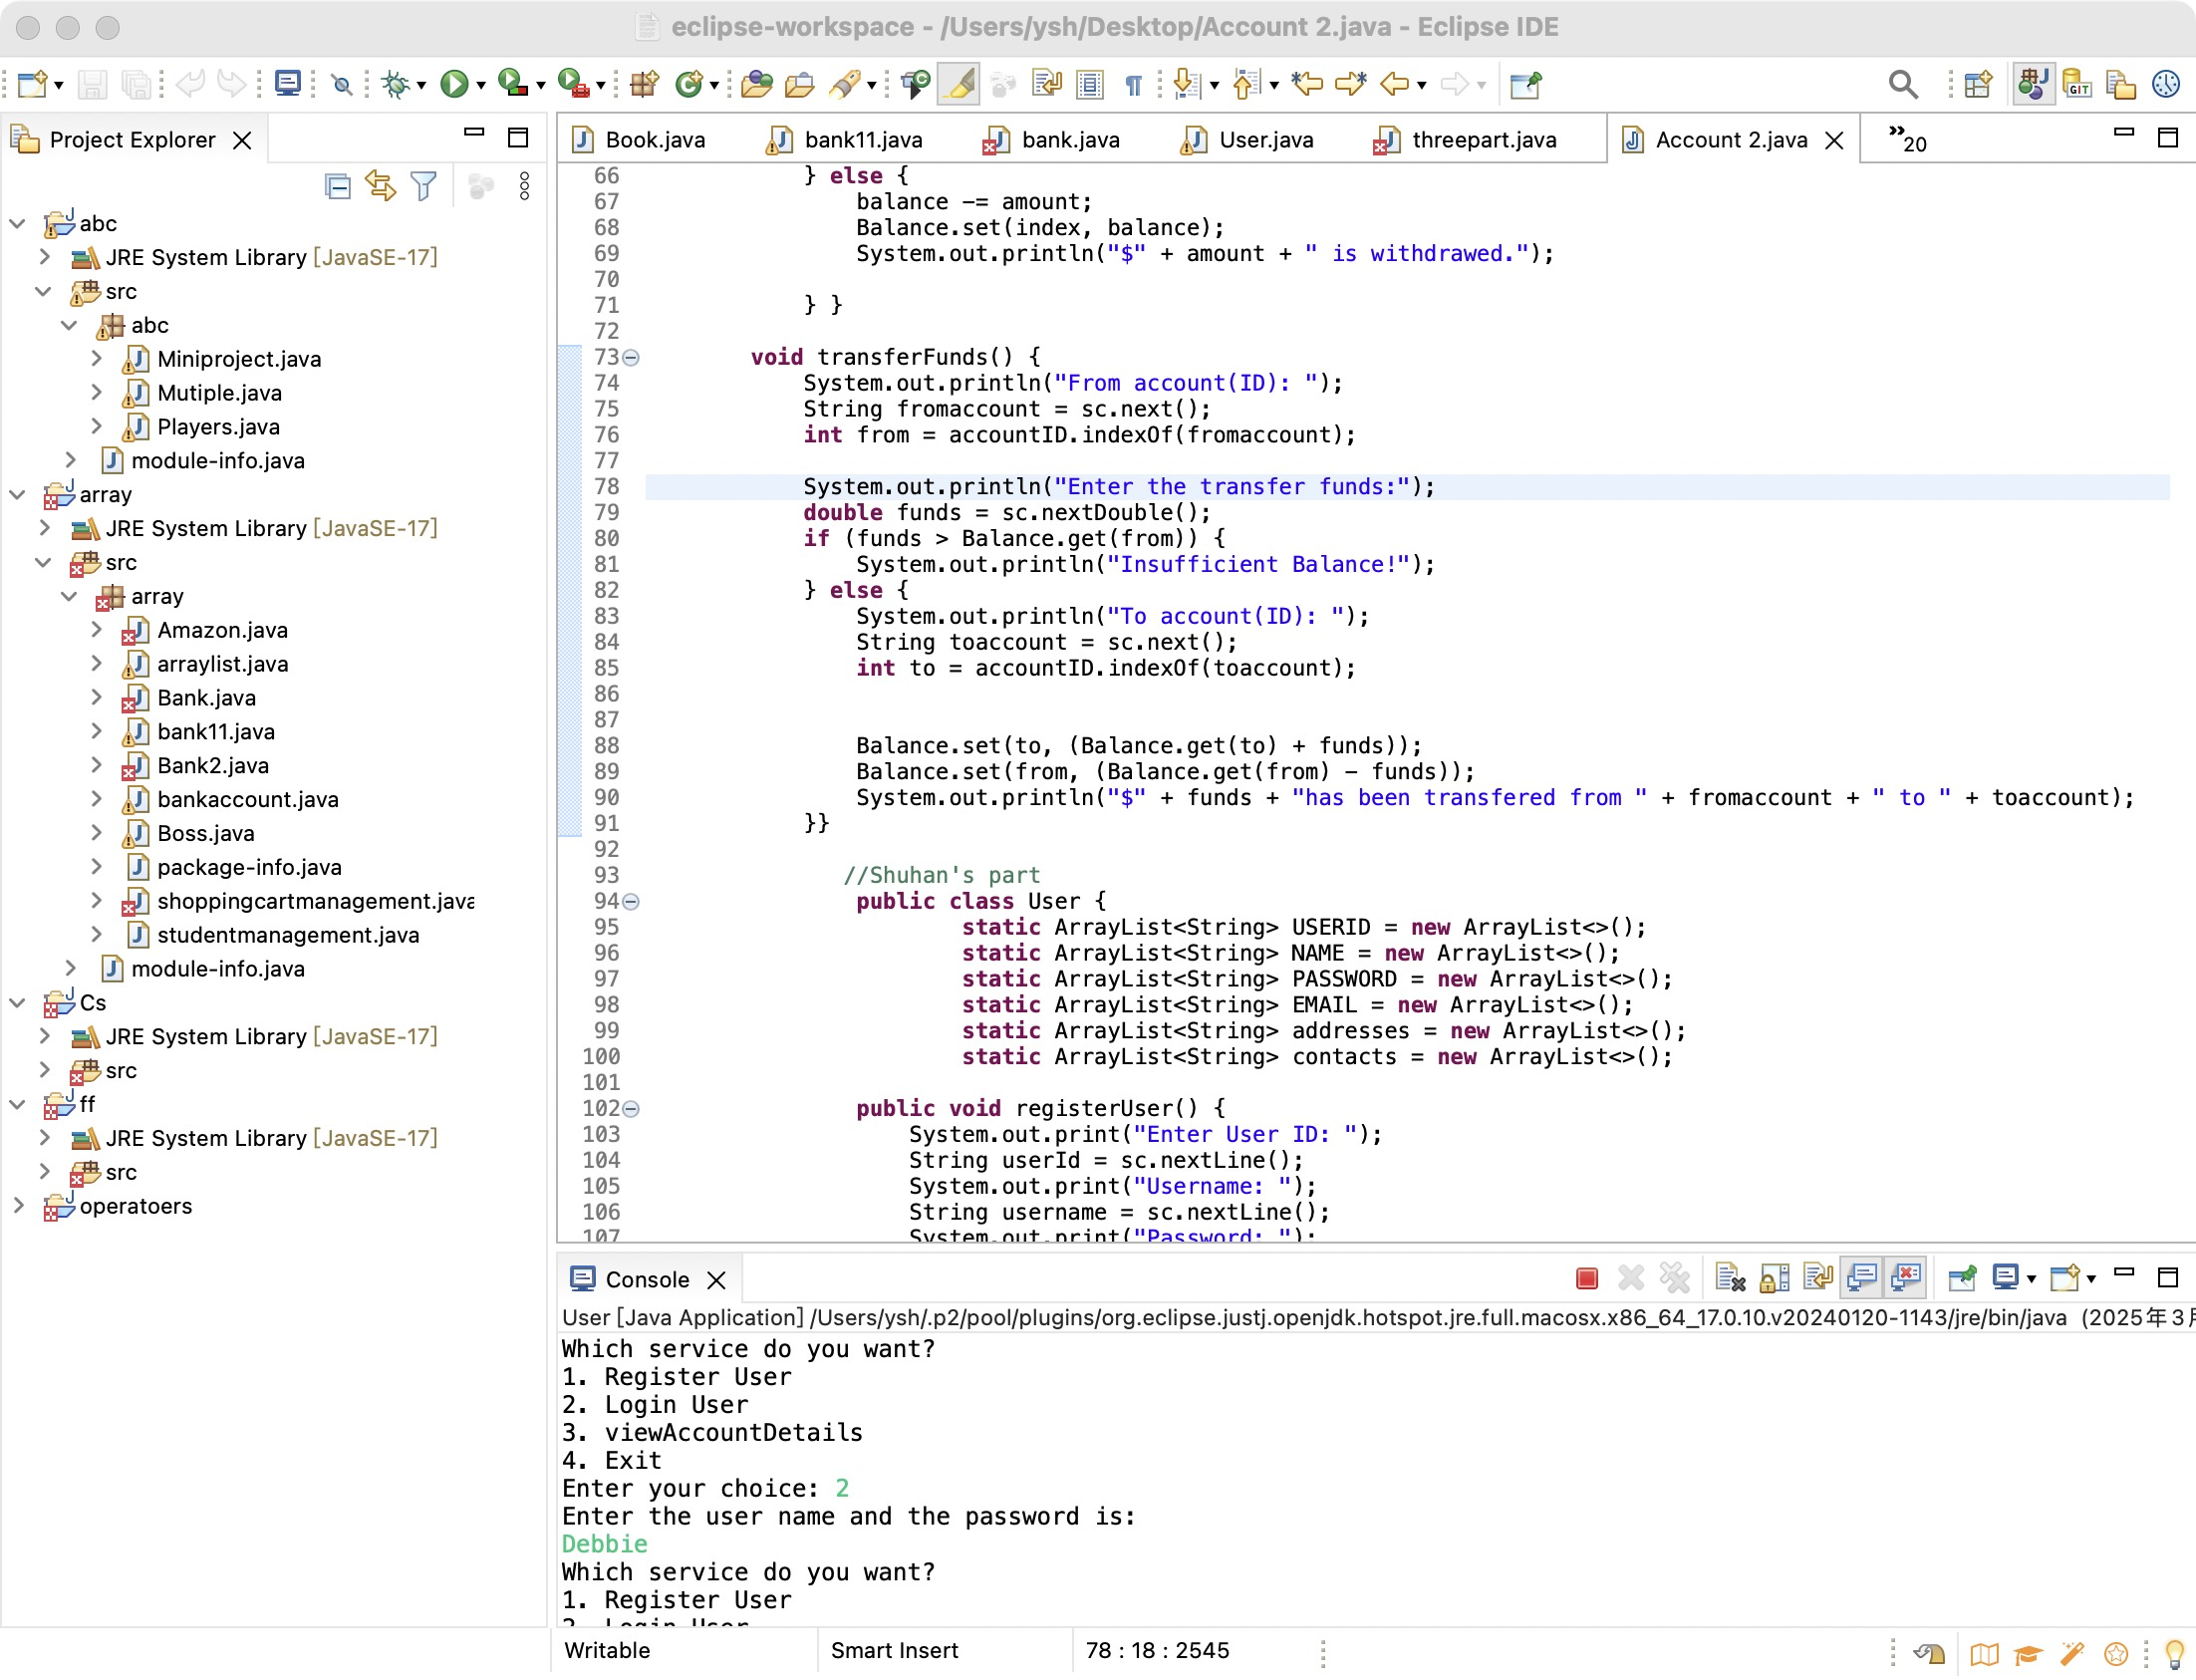 eclipse-workspace - /Users/ysh/Desktop/Account 2.java - Eclipse IDE
Project Explorer
abc
JRE System Library [JavaSE-17]
src
abc
Miniproject.java
Mutiple.java
Players.java
module-info.java
array
JRE System Library [JavaSE-17]
src
array
Amazon.java
arraylist.java
Bank.java
bank11.java
Bank2.java
bankaccount.java
Boss.java
package-info.java
shoppingcartmanagement.java
studentmanagement.java
module-info.java
Cs
JRE System Library [JavaSE-17]
src
ff
JRE System Library [JavaSE-17]
src
operatoers
Book.java bank11.java bank.java User.java threepart.java Account 2.java »20
66 } else {
67 balance -= amount;
68 Balance.set(index, balance);
69 System.out.println("$" + amount + " is withdrawed.");
70
71 } }
72
73 void transferFunds() {
74 System.out.println("From account(ID): ");
75 String fromaccount = sc.next();
76 int from = accountID.indexOf(fromaccount);
77
78 System.out.println("Enter the transfer funds:");
79 double funds = sc.nextDouble();
80 if (funds > Balance.get(from)) {
81 System.out.println("Insufficient Balance!");
82 } else {
83 System.out.println("To account(ID): ");
84 String toaccount = sc.next();
85 int to = accountID.indexOf(toaccount);
86
87
88 Balance.set(to, (Balance.get(to) + funds));
89 Balance.set(from, (Balance.get(from) - funds));
90 System.out.println("$" + funds + "has been transfered from " + fromaccount + " to " + toaccount);
91 }}
92
93 //Shuhan's part
94 public class User {
95 static ArrayList<String> USERID = new ArrayList<>();
96 static ArrayList<String> NAME = new ArrayList<>();
97 static ArrayList<String> PASSWORD = new ArrayList<>();
98 static ArrayList<String> EMAIL = new ArrayList<>();
99 static ArrayList<String> addresses = new ArrayList<>();
100 static ArrayList<String> contacts = new ArrayList<>();
101
102 public void registerUser() {
103 System.out.print("Enter User ID: ");
104 String userId = sc.nextLine();
105 System.out.print("Username: ");
106 String username = sc.nextLine();
107 System.out.print("Password: ");
Console
User [Java Application] /Users/ysh/.p2/pool/plugins/org.eclipse.justj.openjdk.hotspot.jre.full.macosx.x86_64_17.0.10.v20240120-1143/jre/bin/java (2025年3月
Which service do you want?
1. Register User
2. Login User
3. viewAccountDetails
4. Exit
Enter your choice: 2
Enter the user name and the password is:
Debbie
Which service do you want?
1. Register User
2. Login User
Writable Smart Insert 78 : 18 : 2545